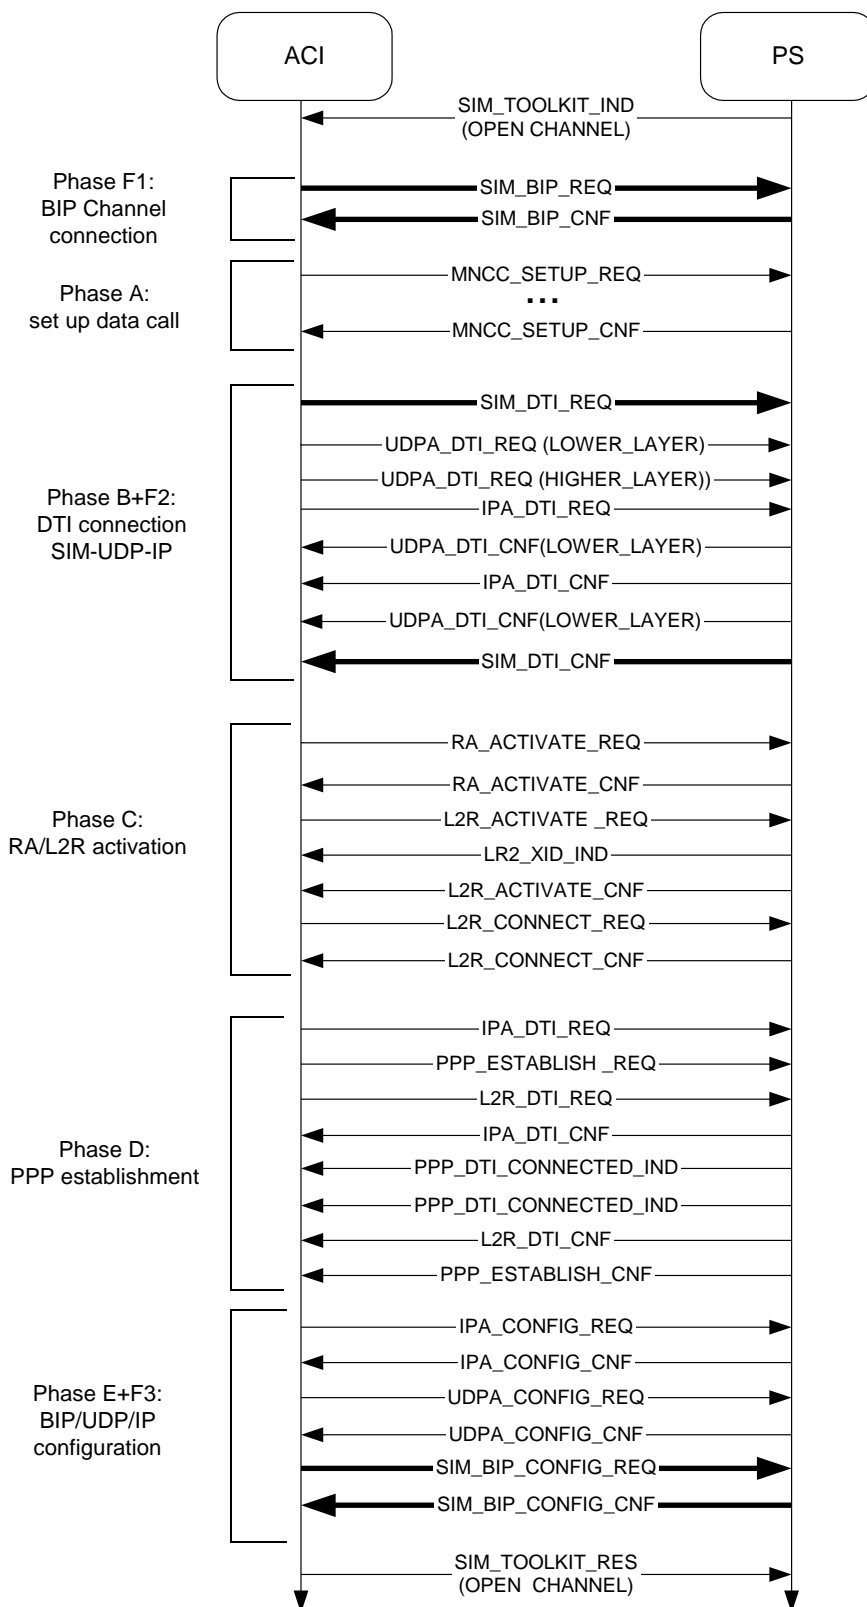 ACI
PS
SIM_TOOLKIT_IND
(OPEN CHANNEL)
Phase F1:
BIP Channel
connection
SIM_BIP_REQ
SIM_BIP_CNF
Phase A:
set up data call
MNCC_SETUP_REQ
...
MNCC_SETUP_CNF
Phase B+F2:
DTI connection
SIM-UDP-IP
SIM_DTI_REQ
UDPA_DTI_REQ (LOWER_LAYER)
UDPA_DTI_REQ (HIGHER_LAYER))
IPA_DTI_REQ
UDPA_DTI_CNF(LOWER_LAYER)
IPA_DTI_CNF
UDPA_DTI_CNF(LOWER_LAYER)
SIM_DTI_CNF
Phase C:
RA/L2R activation
RA_ACTIVATE_REQ
RA_ACTIVATE_CNF
L2R_ACTIVATE _REQ
LR2_XID_IND
L2R_ACTIVATE_CNF
L2R_CONNECT_REQ
L2R_CONNECT_CNF
Phase D:
PPP establishment
IPA_DTI_REQ
PPP_ESTABLISH _REQ
L2R_DTI_REQ
IPA_DTI_CNF
PPP_DTI_CONNECTED_IND
PPP_DTI_CONNECTED_IND
L2R_DTI_CNF
PPP_ESTABLISH_CNF
Phase E+F3:
BIP/UDP/IP
configuration
IPA_CONFIG_REQ
IPA_CONFIG_CNF
UDPA_CONFIG_REQ
UDPA_CONFIG_CNF
SIM_BIP_CONFIG_REQ
SIM_BIP_CONFIG_CNF
SIM_TOOLKIT_RES
(OPEN CHANNEL)